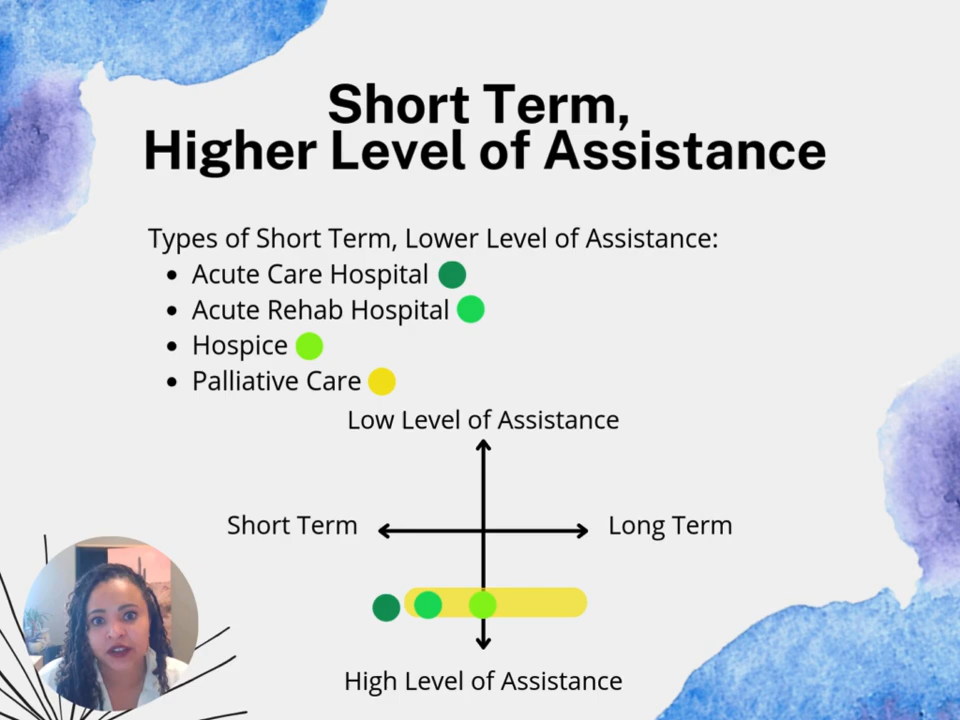 Short Term,
Higher Level of Assistance
Types of Short Term, Lower Level of Assistance:
• Acute Care Hospital
• Acute Rehab Hospital
• Hospice
• Palliative Care
Low Level of Assistance
Short Term
Long Term
High Level of Assistance